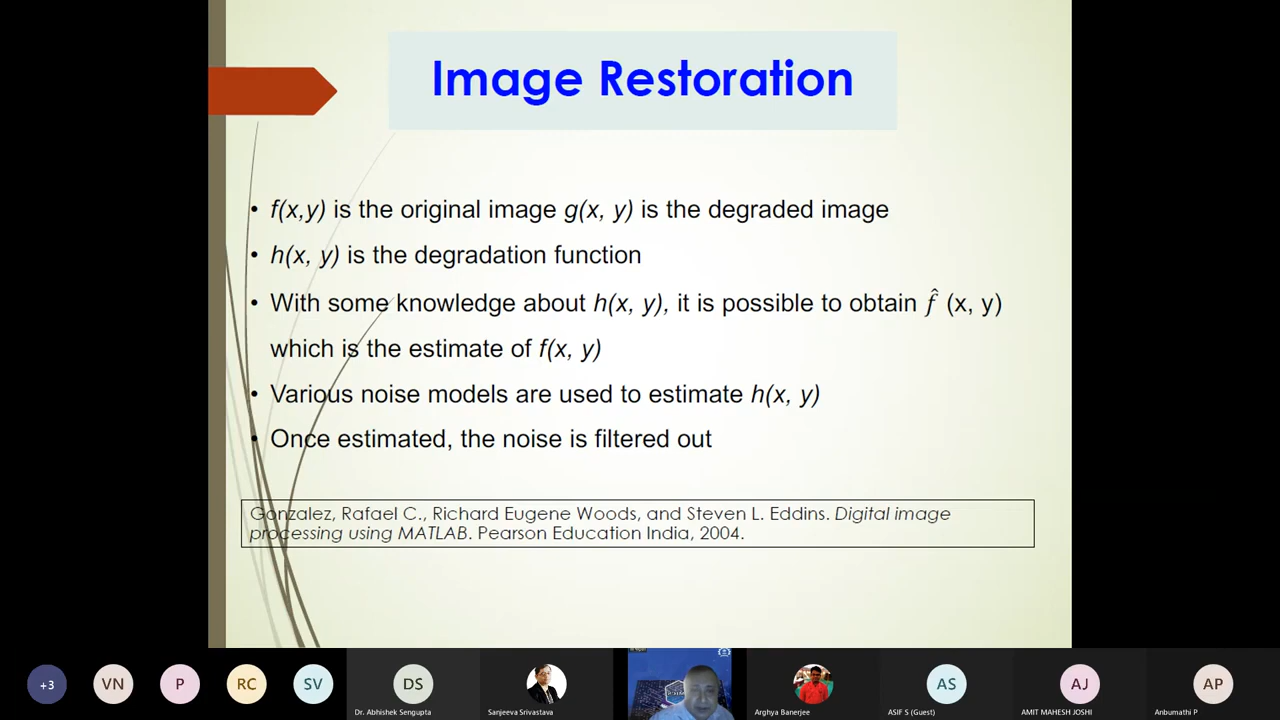 Image Restoration
• f(x,y) is the original image g(x, y) is the degraded image
• h(x, y) is the degradation function
• With some knowledge about h(x, y), it is possible to obtain f̂ (x, y)
which is the estimate of f(x, y)
• Various noise models are used to estimate h(x, y)
• Once estimated, the noise is filtered out
Gonzalez, Rafael C., Richard Eugene Woods, and Steven L. Eddins. Digital image
processing using MATLAB. Pearson Education India, 2004.
+3 VN P RC SV DS AS AJ AP
Dr. Abhishek Sengupta Sanjeeva Srivastava Arghya Banerjee ASIF S (Guest) AMIT MAHESH JOSHI Anbumathi P